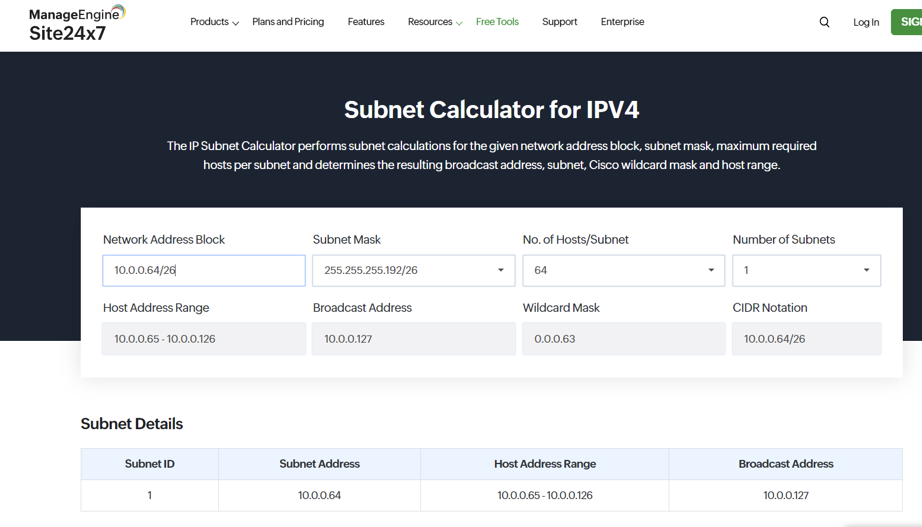 ManageEngine
Site24x7
Products Plans and Pricing Features Resources Free Tools Support Enterprise Log In
Subnet Calculator for IPV4
The IP Subnet Calculator performs subnet calculations for the given network address block, subnet mask, maximum required
hosts per subnet and determines the resulting broadcast address, subnet, Cisco wildcard mask and host range.
Network Address Block Subnet Mask No. of Hosts/Subnet Number of Subnets
10.0.0.64/26 255.255.255.192/26 64 1
Host Address Range Broadcast Address Wildcard Mask CIDR Notation
10.0.0.65 - 10.0.0.126 10.0.0.127 0.0.0.63 10.0.0.64/26
Subnet Details
Subnet ID Subnet Address Host Address Range Broadcast Address
1 10.0.0.64 10.0.0.65 - 10.0.0.126 10.0.0.127